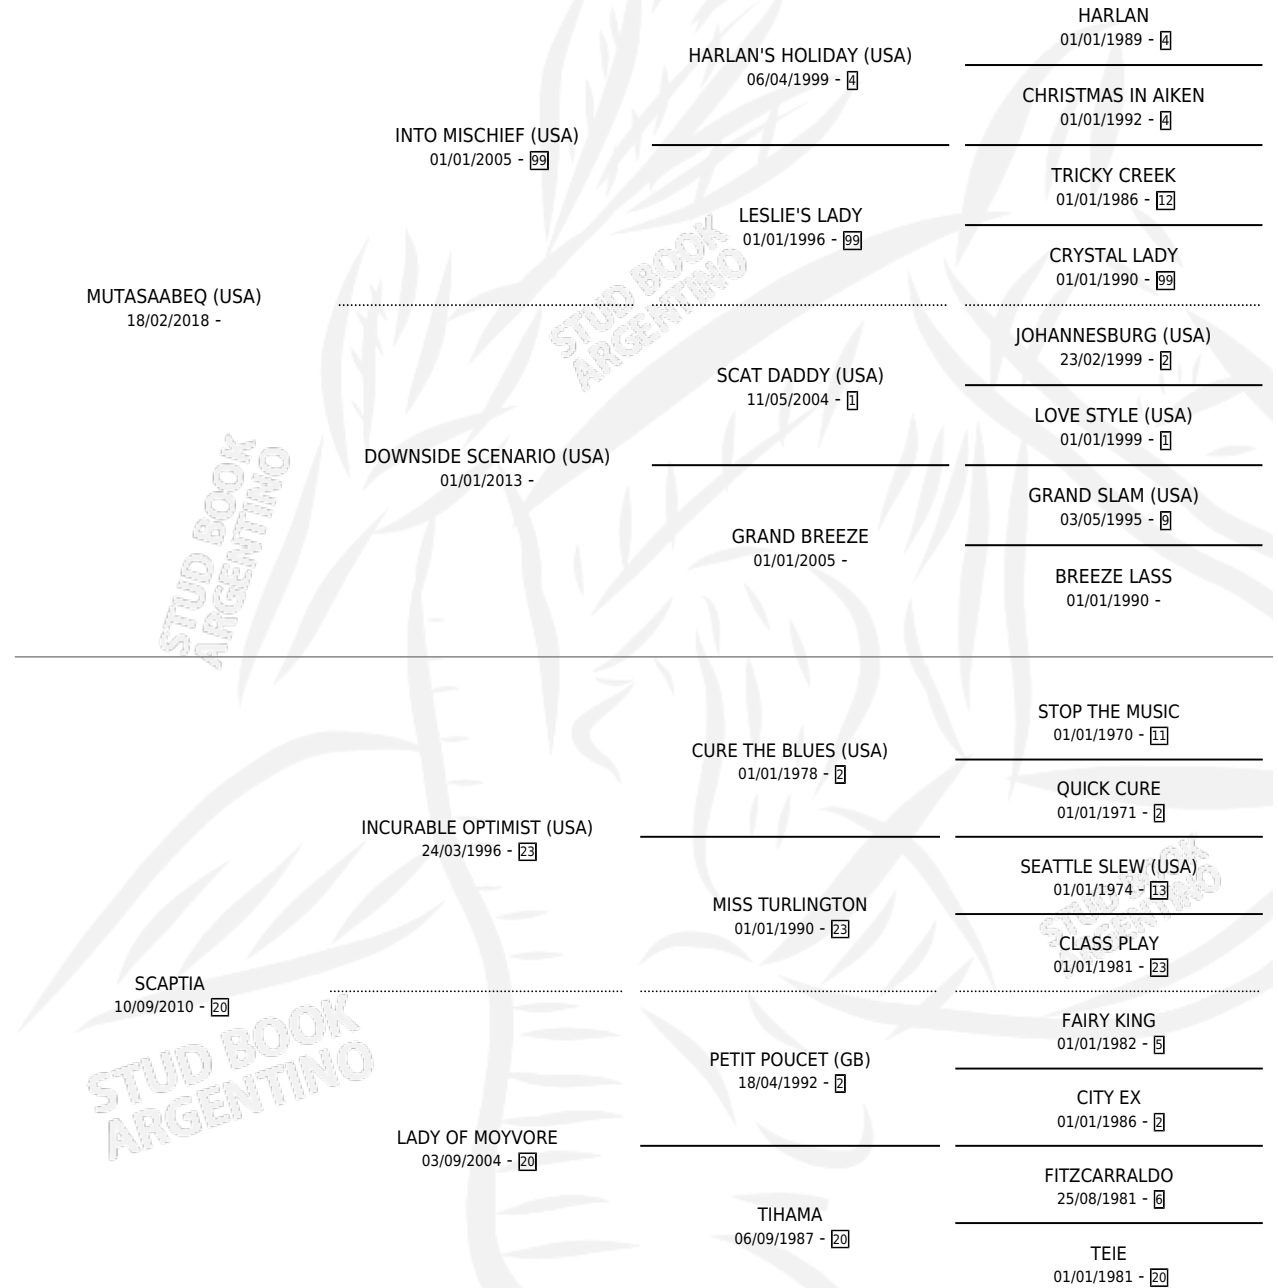 HARLAN
01/01/1989 - 4
HARLAN'S HOLIDAY (USA)
06/04/1999 - 4
CHRISTMAS IN AIKEN
01/01/1992 - 4
INTO MISCHIEF (USA)
01/01/2005 - 99
TRICKY CREEK
01/01/1986 - 12
LESLIE'S LADY
01/01/1996 - 99
CRYSTAL LADY
01/01/1990 - 99
MUTASAABEQ (USA)
18/02/2018 -
STUD BOOK
ARGENTINO
JOHANNESBURG (USA)
23/02/1999 - 2
SCAT DADDY (USA)
11/05/2004 - 1
LOVE STYLE (USA)
01/01/1999 - 1
DOWNSIDE SCENARIO (USA)
01/01/2013 -
GRAND SLAM (USA)
03/05/1995 - 9
GRAND BREEZE
01/01/2005 -
BREEZE LASS
01/01/1990 -
STUD BOOK
ARGENTINO
STOP THE MUSIC
01/01/1970 - 11
CURE THE BLUES (USA)
01/01/1978 - 2
QUICK CURE
01/01/1971 - 2
INCURABLE OPTIMIST (USA)
24/03/1996 - 23
SEATTLE SLEW (USA)
01/01/1974 - 13
MISS TURLINGTON
01/01/1990 - 23
STUD BOOK
ARGENTINO
CLASS PLAY
01/01/1981 - 23
SCAPTIA
10/09/2010 - 20
STUD BOOK
ARGENTINO
FAIRY KING
01/01/1982 - 5
PETIT POUCET (GB)
18/04/1992 - 2
CITY EX
01/01/1986 - 2
LADY OF MOYVORE
03/09/2004 - 20
FITZCARRALDO
25/08/1981 - 6
TIHAMA
06/09/1987 - 20
TEIE
01/01/1981 - 20